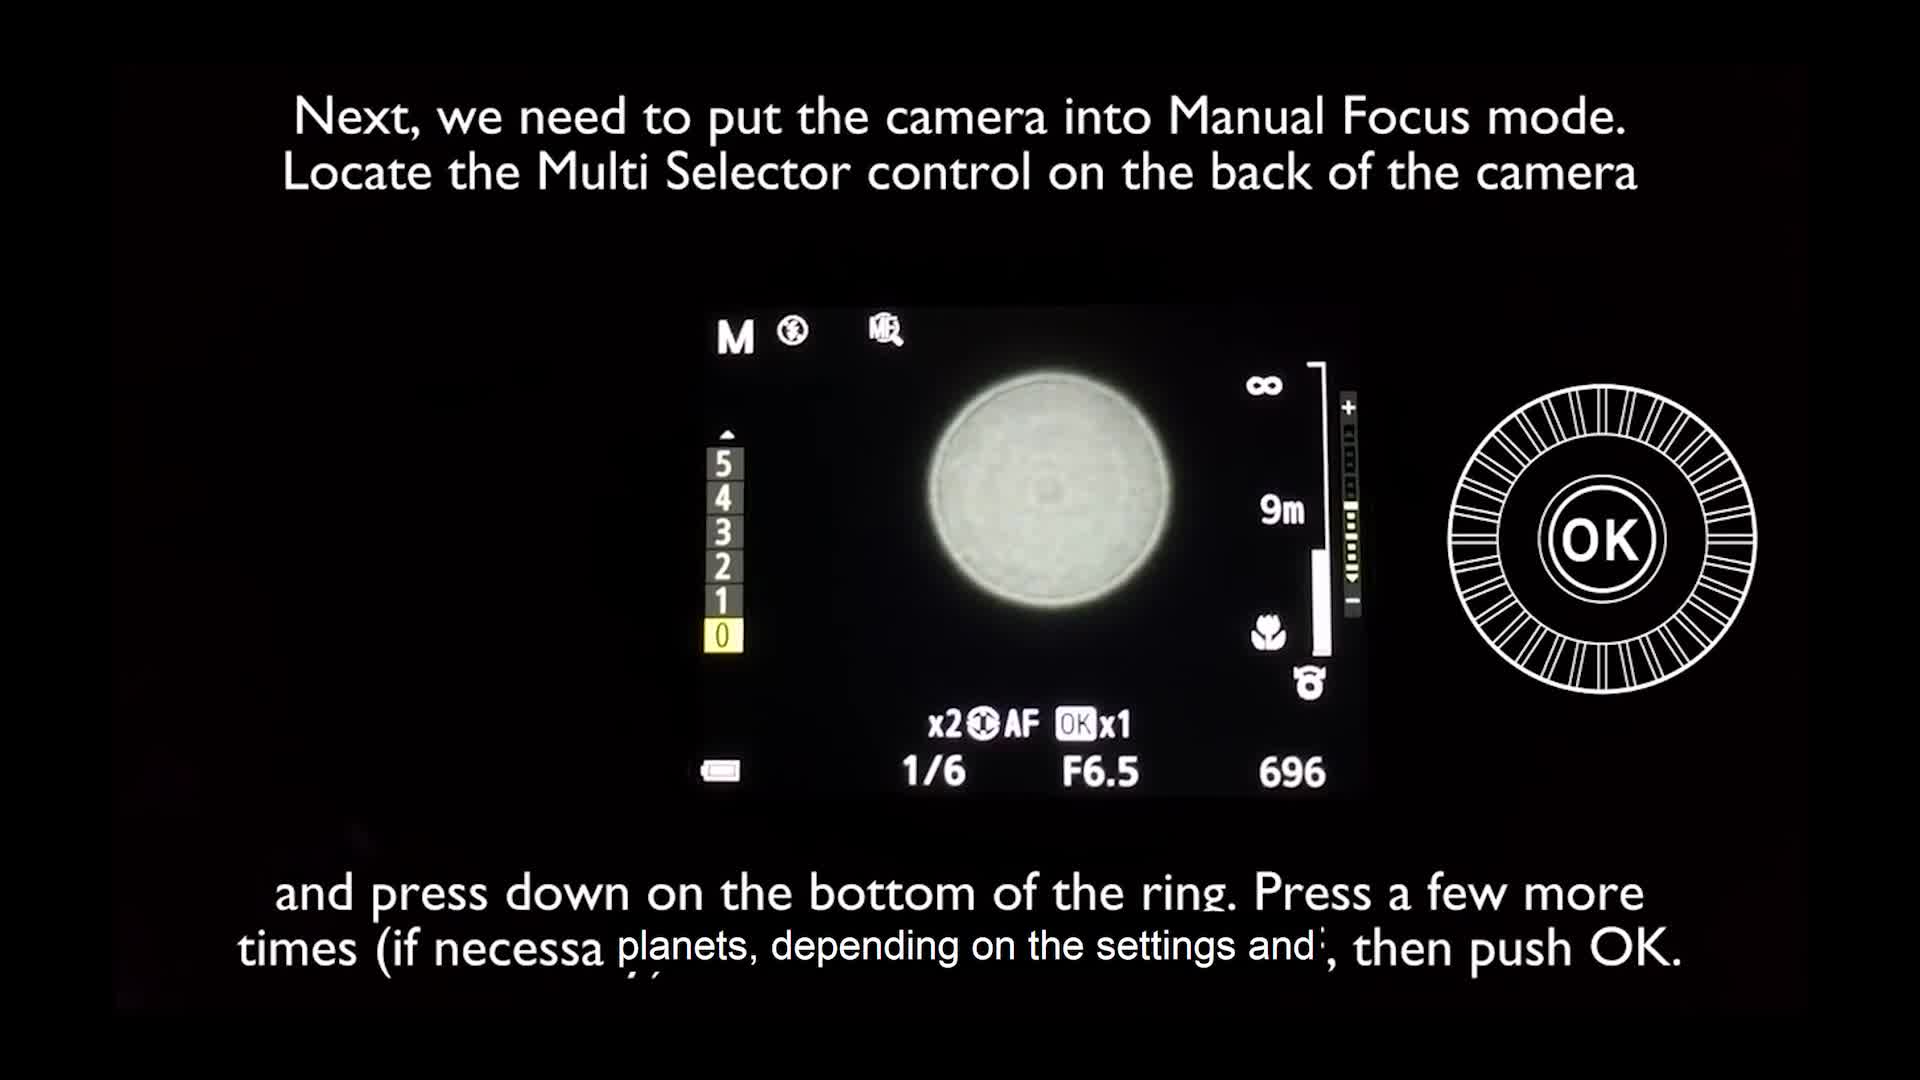 Next, we need to put the camera into Manual Focus mode.
Locate the Multi Selector control on the back of the camera
M MF
5
4
3
2
1
0
∞
+
9m
−
OK
x2 AF OK x1
1/6 F6.5 696
and press down on the bottom of the ring. Press a few more
times (if
planets, depending on the settings and
, then push OK.